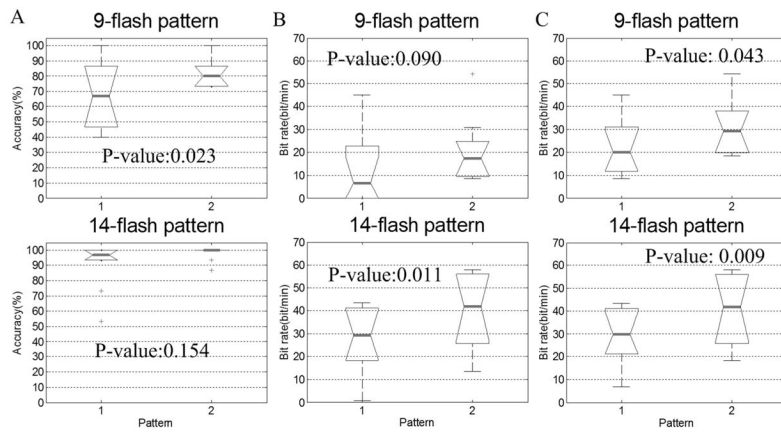 A
9-flash pattern
Accuracy(%)
100
90
80
70
60
50
40
30
20
10
0
P-value:0.023
1
2
B
9-flash pattern
Bit rate(bit/min)
70
60
50
40
30
20
10
0
P-value:0.090
1
2
C
9-flash pattern
Bit rate(bit/min)
70
60
50
40
30
20
10
0
P-value: 0.043
1
2
14-flash pattern
Accuracy(%)
100
90
80
70
60
50
40
30
20
10
0
P-value:0.154
1
2
Pattern
14-flash pattern
Bit rate(bit/min)
70
60
50
40
30
20
10
0
P-value:0.011
1
2
Pattern
14-flash pattern
Bit rate(bit/min)
70
60
50
40
30
20
10
0
P-value: 0.009
1
2
Pattern